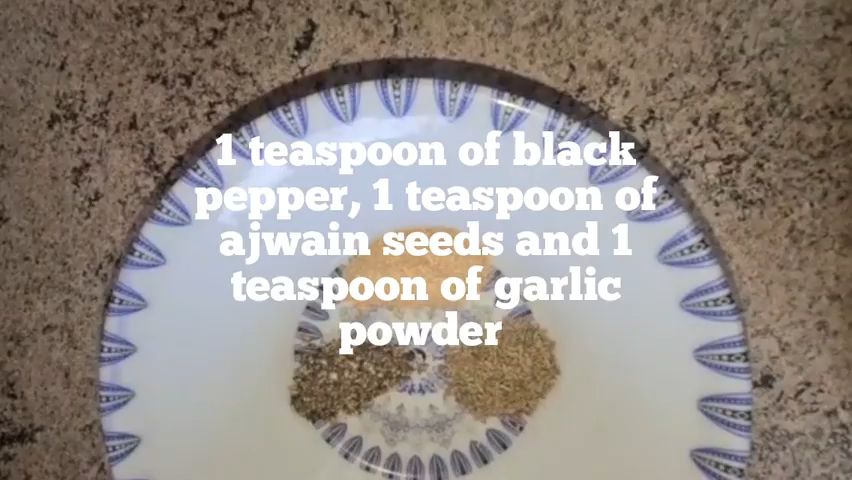 1 teaspoon of black
pepper, 1 teaspoon of
ajwain seeds and 1
teaspoon of garlic
powder